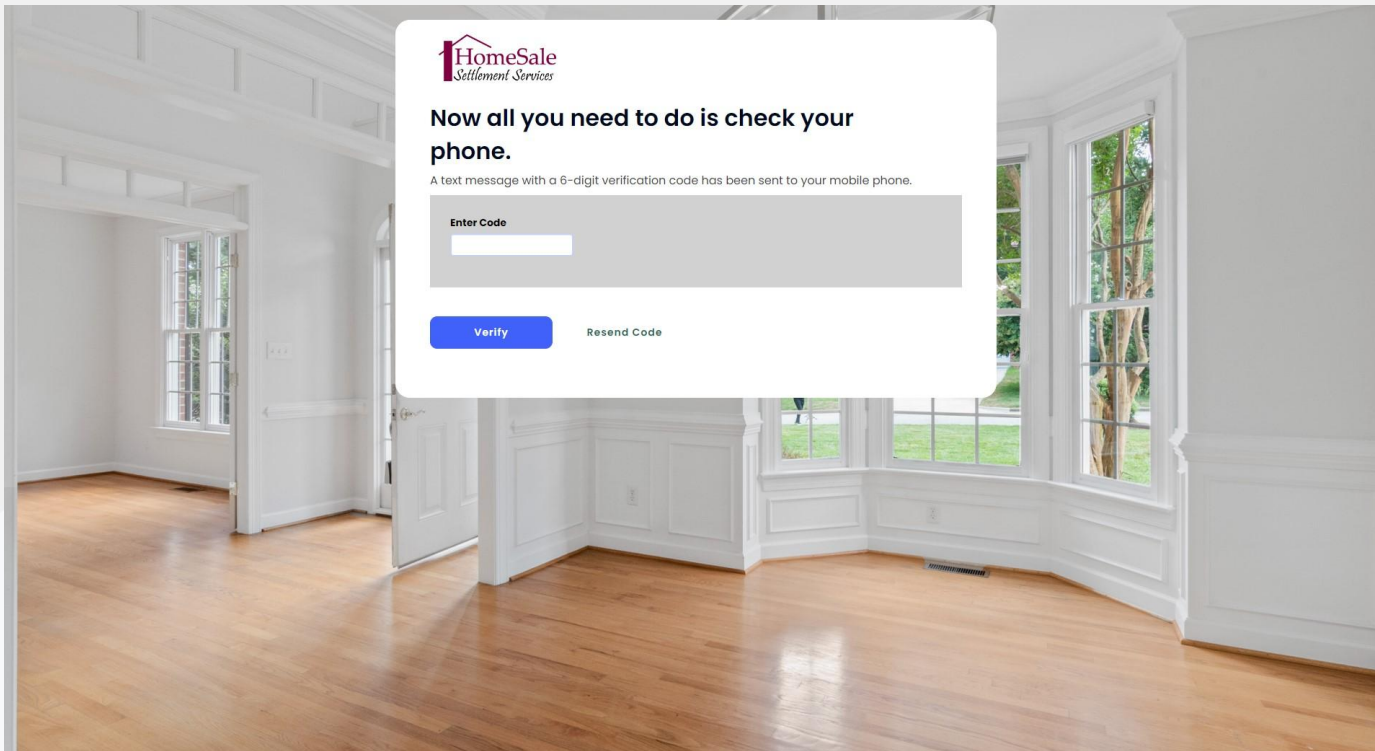 HomeSale
Settlement Services
Now all you need to do is check your
phone.
A text message with a 6-digit verification code has been sent to your mobile phone.
Enter Code
Verify
Resend Code